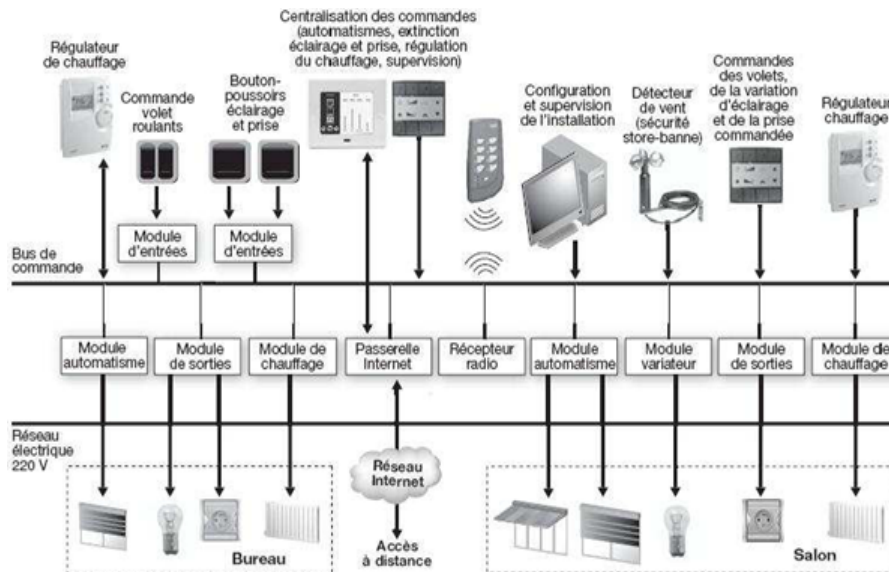 Centralisation des commandes
(automatismes, extinction
éclairage et prise, régulation
du chauffage, supervision)
Régulateur
de chauffage
Commande
volet
roulants
Bouton-
poussoirs
éclairage
et prise
Configuration
et supervision
de l'installation
Détecteur
de vent
(sécurité
store-banne)
Commandes
des volets,
de la variation
d'éclairage
et de la prise
commandée
Régulateur
chauffage
Module
d'entrées
Module
d'entrées
Bus de
commande
Module
automatisme
Module
de sorties
Module de
chauffage
Passerelle
Internet
Récepteur
radio
Module
automatisme
Module
variateur
Module
de sorties
Module de
chauffage
Réseau
électrique
220 V
Réseau
Internet
Bureau
Accès
à distance
Salon